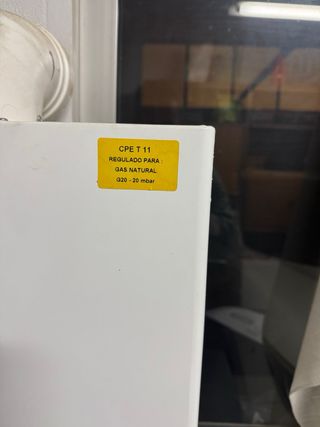 CPE T 11
REGULADO PARA :
GAS NATURAL
G20 - 20 mbar